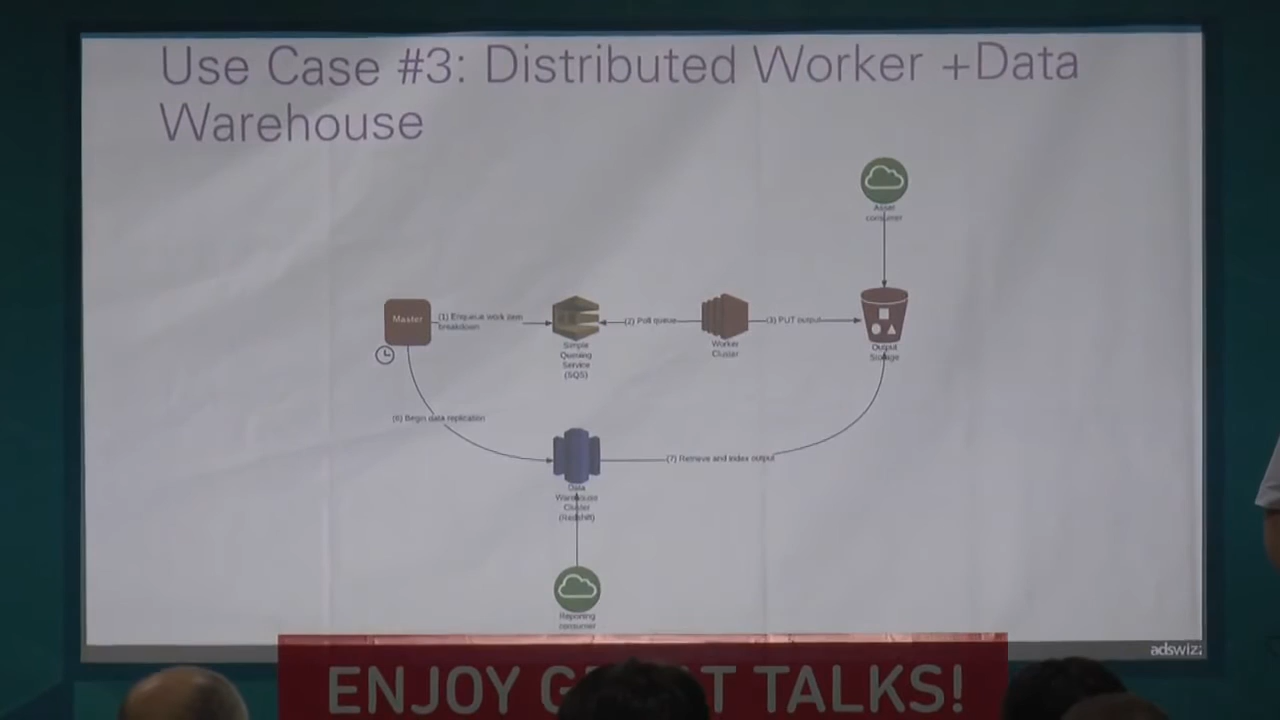 Use Case #3: Distributed Worker +Data
Warehouse
Asset
consumer
Master
(1) Enqueue work item
breakdown
(2) Poll queue
(3) PUT output
Simple
Queuing
Service
(SQS)
Worker
Cluster
Output
Storage
(6) Begin data replication
(7) Retrieve and index output
Data
Warehouse
Cluster
(Redshift)
Reporting
consumer
adswiz
ENJOY G T TALKS!